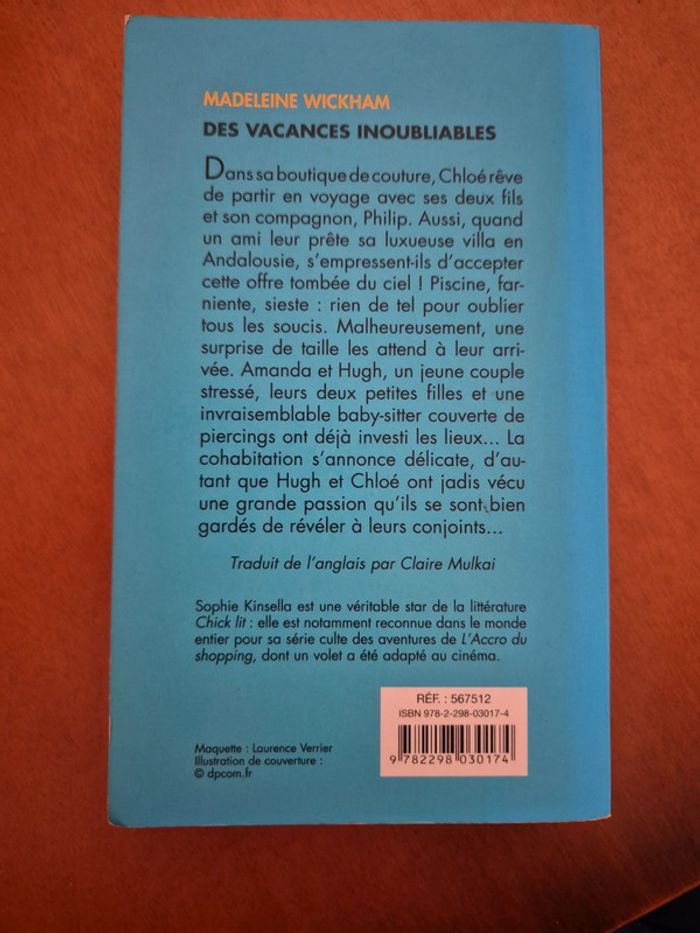 MADELEINE WICKHAM
DES VACANCES INOUBLIABLES
Dans sa boutique de couture, Chloé rêve
de partir en voyage avec ses deux fils
et son compagnon, Philip. Aussi, quand
un ami leur prête sa luxueuse villa en
Andalousie, s'empressent-ils d'accepter
cette offre tombée du ciel ! Piscine, far-
niente, sieste : rien de tel pour oublier
tous les soucis. Malheureusement, une
surprise de taille les attend à leur arri-
vée. Amanda et Hugh, un jeune couple
stressé, leurs deux petites filles et une
invraisemblable baby-sitter couverte de
piercings ont déjà investi les lieux... La
cohabitation s'annonce délicate, d'au-
tant que Hugh et Chloé ont jadis vécu
une grande passion qu'ils se sont bien
gardés de révéler à leurs conjoints...
Traduit de l'anglais par Claire Mulkai
Sophie Kinsella est une véritable star de la littérature
Chick lit : elle est notamment reconnue dans le monde
entier pour sa série culte des aventures de L'Accro du
shopping, dont un volet a été adapté au cinéma.
RÉF. : 567512
ISBN 978-2-298-03017-4
9 782298 030174
Maquette : Laurence Verrier
Illustration de couverture :
© dpcom.fr